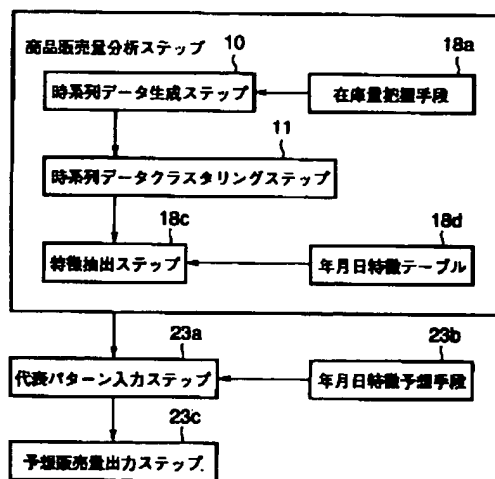 商品販売量分析ステップ
10
18a
時系列データ生成ステップ
在庫量把握手段
11
時系列データクラスタリングステップ
18c
18d
特徴抽出ステップ
年月日特徴テーブル
23a
23b
代表パターン入力ステップ
年月日特徴予想手段
23c
予想販売量出力ステップ